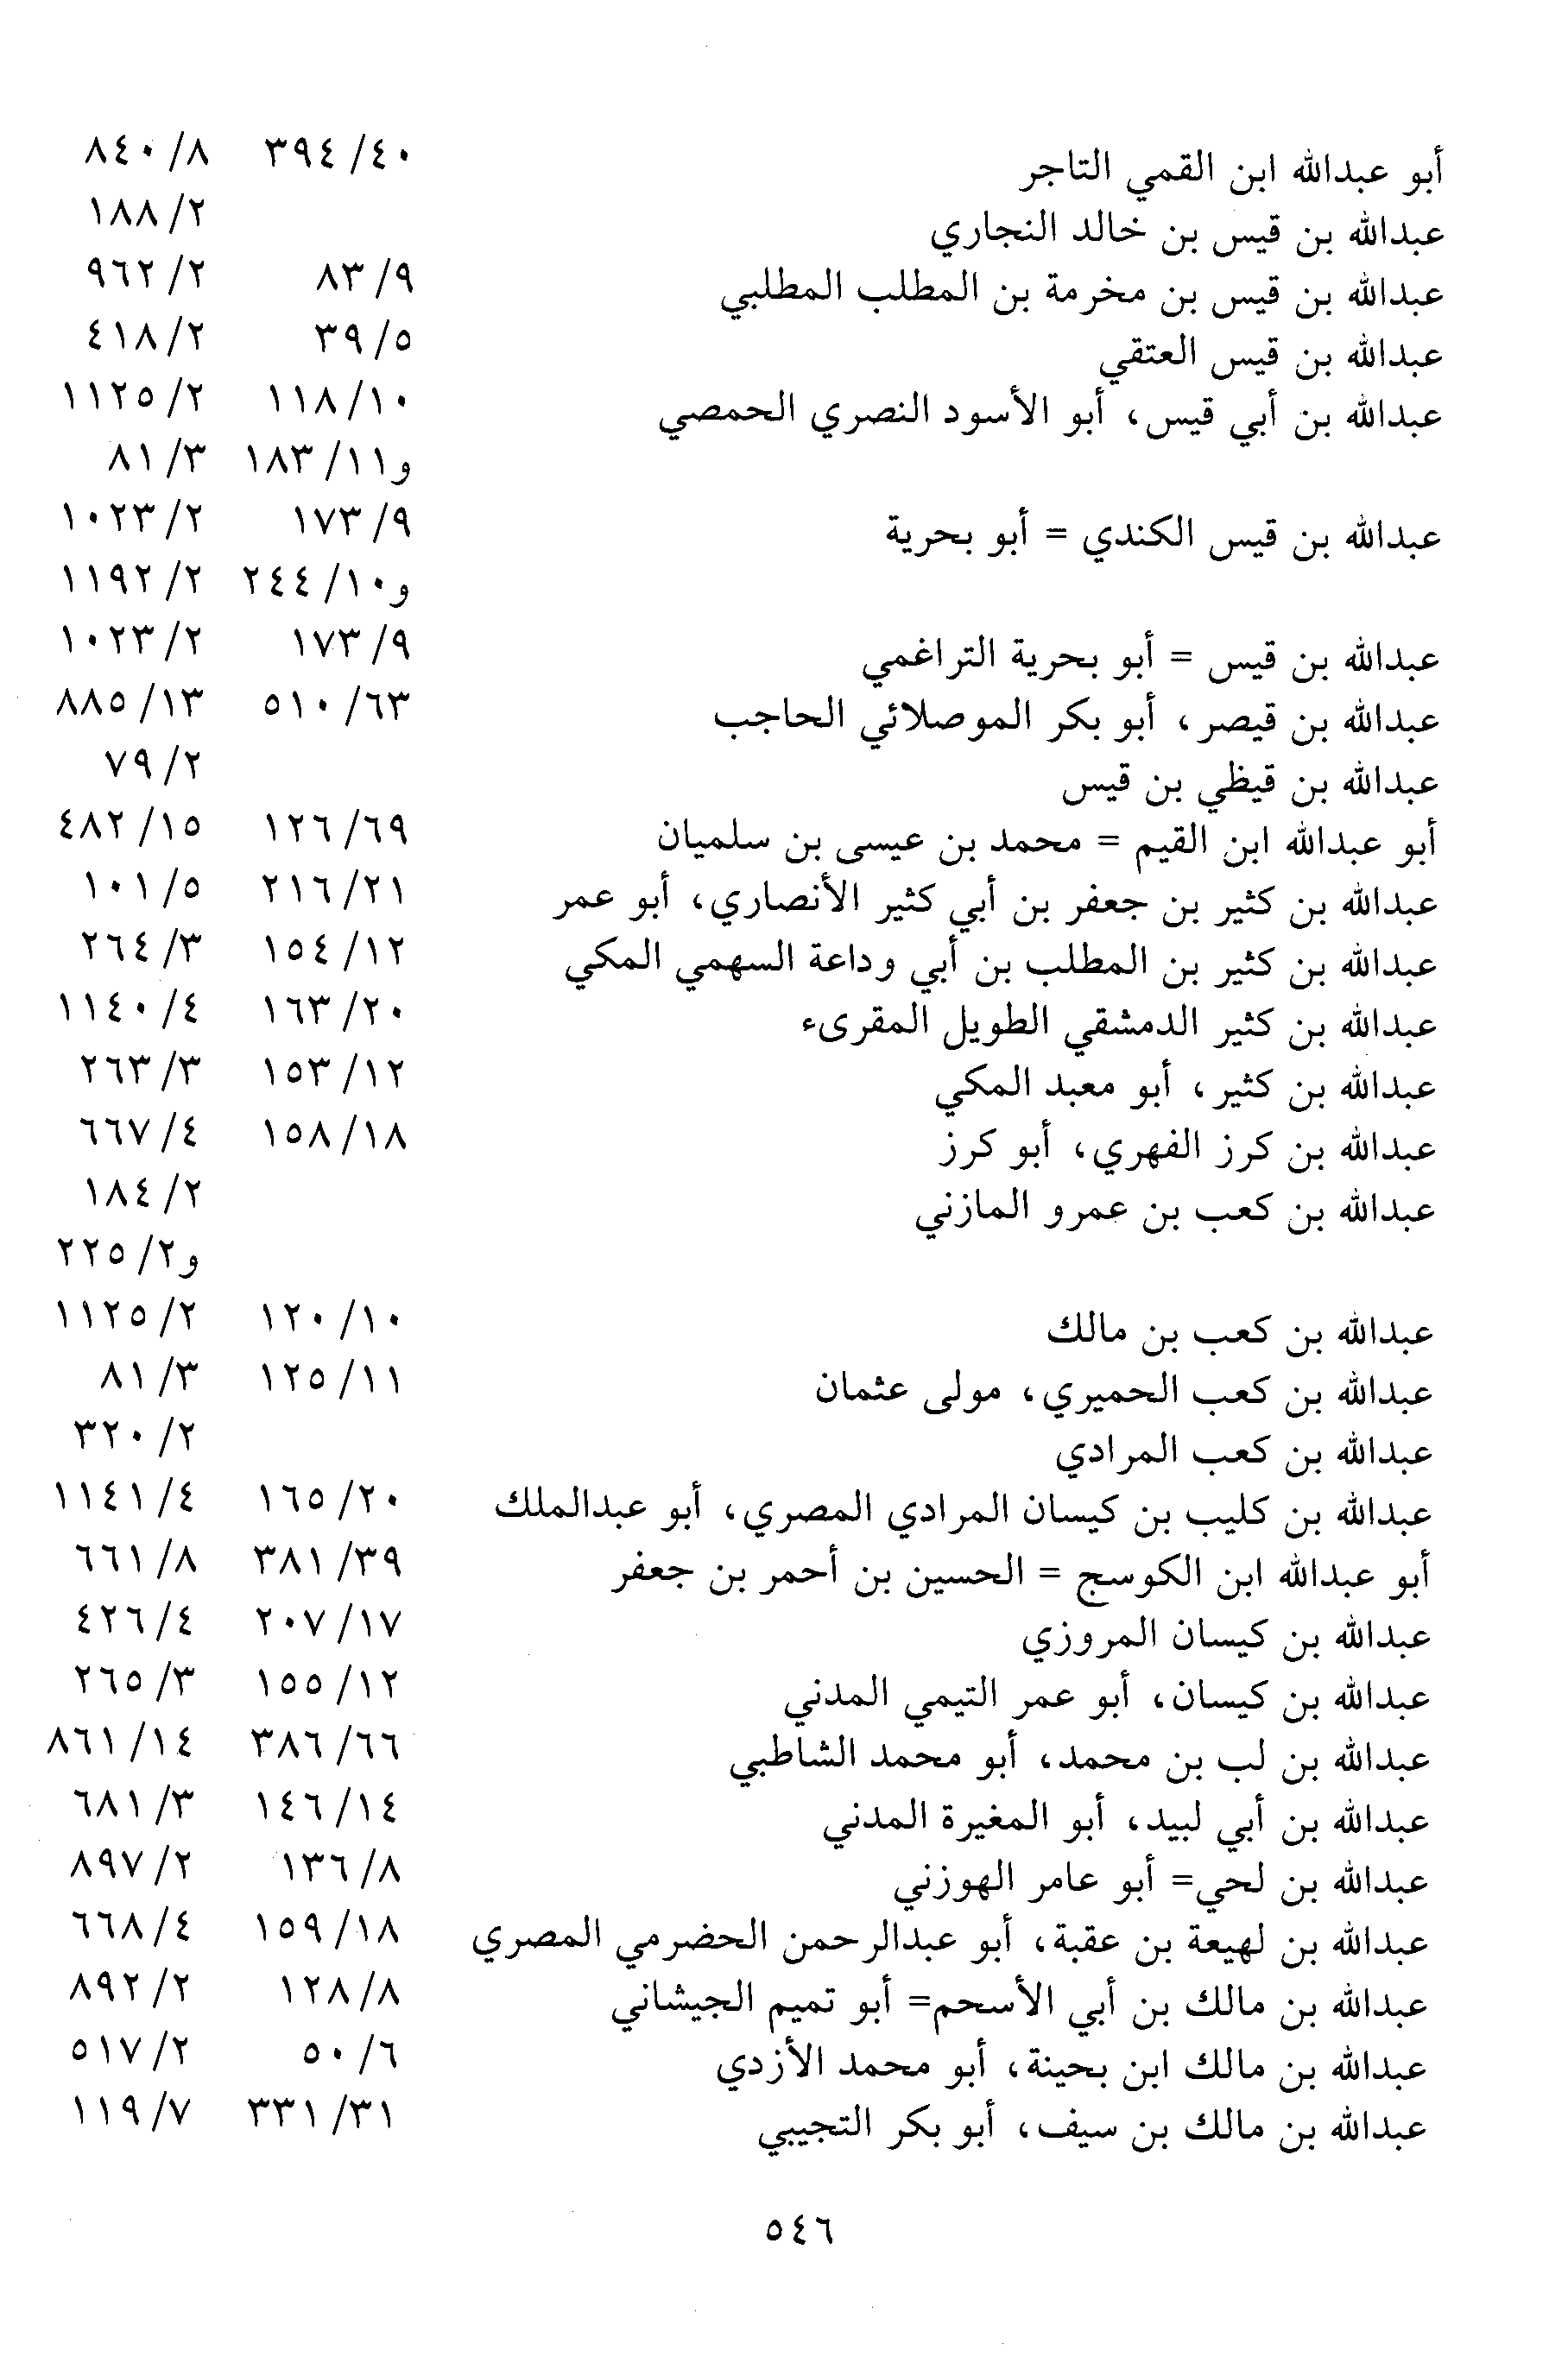 أبو عبدالله ابن القمي التاجر ٣٩٤/٤٠ ٨٤٠/٨
عبدالله بن قيس بن خالد النجاري ١٨٨/٢
عبدالله بن قيس بن مخرمة بن المطلب المطلبي ٨٣/٩ ٩٦٢/٢
عبدالله بن قيس العتقي ٣٩/٥ ٤١٨/٢
عبدالله بن أبي قيس، أبو الأسود النصري الحمصي ١١٨/١٠ ١١٢٥/٢
و١٨٣/١١ ٨١/٣
عبدالله بن قيس الكندي = أبو بحرية ١٧٣/٩ ١٠٢٣/٢
و٢٤٤/١٠ ١١٩٢/٢
عبدالله بن قيس = أبو بحرية التراغمي ١٧٣/٩ ١٠٢٣/٢
عبدالله بن قيصر، أبو بكر الموصلائي الحاجب ٥١٠/٦٣ ٨٨٥/١٣
عبدالله بن قيظي بن قيس ٧٩/٢
أبو عبدالله ابن القيم = محمد بن عيسى بن سلميان ١٢٦/٦٩ ٤٨٢/١٥
عبدالله بن كثير بن جعفر بن أبي كثير الأنصاري، أبو عمر ٢١٦/٢١ ١٠١/٥
عبدالله بن كثير بن المطلب بن أبي وداعة السهمي المكي ١٥٤/١٢ ٢٦٤/٣
عبدالله بن كثير الدمشقي الطويل المقرىء ١٦٣/٢٠ ١١٤٠/٤
عبدالله بن كثير، أبو معبد المكي ١٥٣/١٢ ٢٦٣/٣
عبدالله بن كرز الفهري، أبو كرز ١٥٨/١٨ ٦٦٧/٤
عبدالله بن كعب بن عمرو المازني ١٨٤/٢
و٢٢٥/٢
عبدالله بن كعب بن مالك ١٢٠/١٠ ١١٢٥/٢
عبدالله بن كعب الحميري، مولى عثمان ١٢٥/١١ ٨١/٣
عبدالله بن كعب المرادي ٣٢٠/٢
عبدالله بن كليب بن كيسان المرادي المصري، أبو عبدالملك ١٦٥/٢٠ ١١٤١/٤
أبو عبدالله ابن الكوسج = الحسين بن أحمر بن جعفر ٣٨١/٣٩ ٦٦١/٨
عبدالله بن كيسان المروزي ٢٠٧/١٧ ٤٢٦/٤
عبدالله بن كيسان، أبو عمر التيمي المدني ١٥٥/١٢ ٢٦٥/٣
عبدالله بن لب بن محمد، أبو محمد الشاطبي ٣٨٦/٦٦ ٨٦١/١٤
عبدالله بن أبي لبيد، أبو المغيرة المدني ١٤٦/١٤ ٦٨١/٣
عبدالله بن لحي= أبو عامر الهوزني ١٣٦/٨ ٨٩٧/٢
عبدالله بن لهيعة بن عقبة، أبو عبدالرحمن الحضرمي المصري ١٥٩/١٨ ٦٦٨/٤
عبدالله بن مالك بن أبي الأسحم= أبو تميم الجيشاني ١٢٨/٨ ٨٩٢/٢
عبدالله بن مالك ابن بحينة، أبو محمد الأزدي ٥٠/٦ ٥١٧/٢
عبدالله بن مالك بن سيف، أبو بكر التجيبي ٣٣١/٣١ ١١٩/٧
٥٤٦